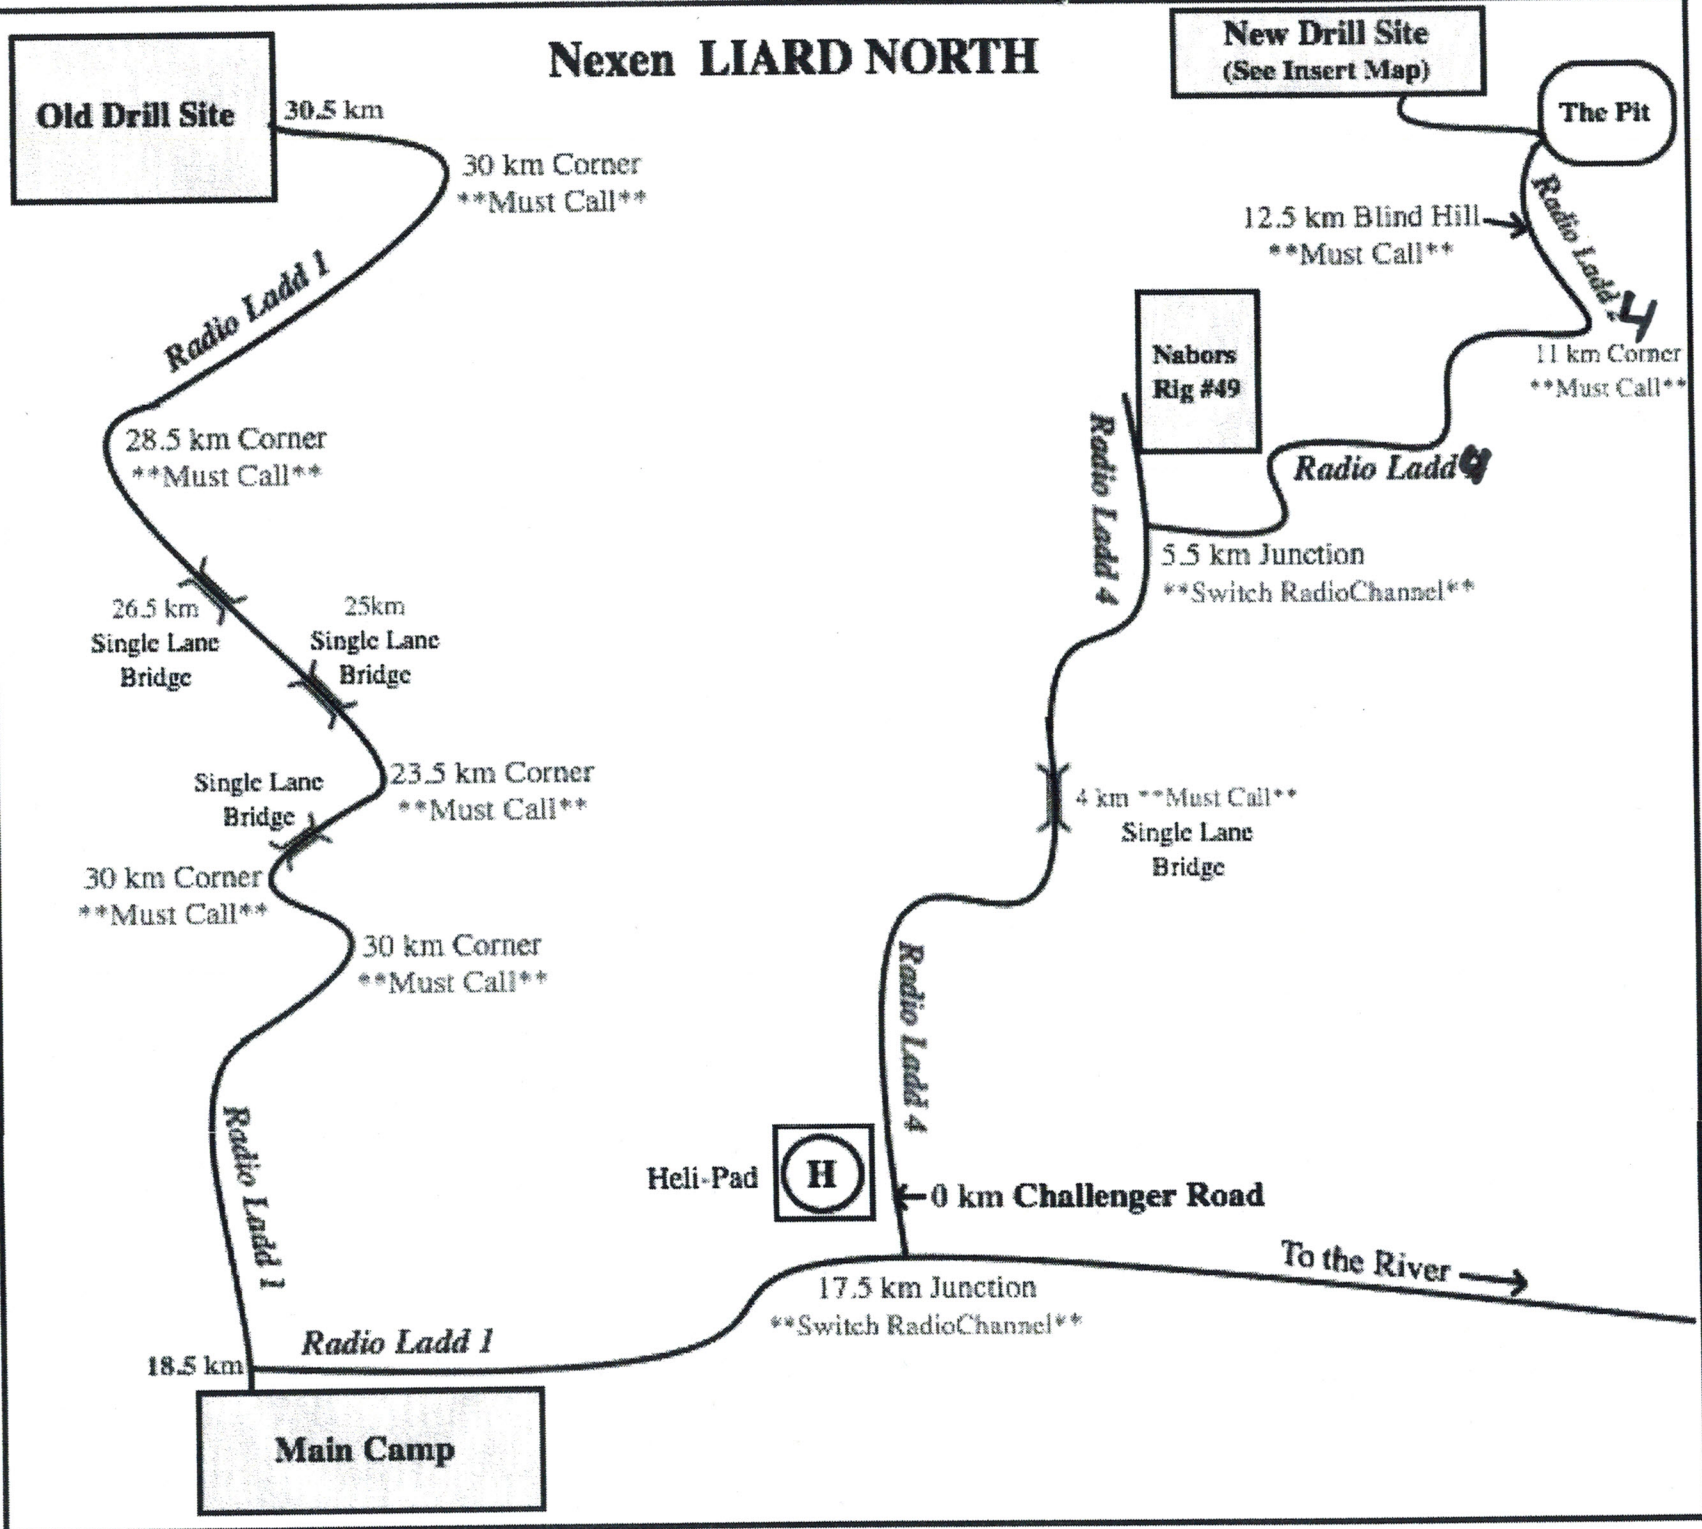 Nexen LIARD NORTH
Old Drill Site
30.5 km
30 km Corner
**Must Call**
Radio Ladd 1
28.5 km Corner
**Must Call**
26.5 km
Single Lane
Bridge
25km
Single Lane
Bridge
23.5 km Corner
**Must Call**
Single Lane
Bridge
30 km Corner
**Must Call**
30 km Corner
**Must Call**
Radio Ladd 1
18.5 km
Main Camp
Radio Ladd 1
17.5 km Junction
**Switch RadioChannel**
To the River
Heli-Pad
H
0 km Challenger Road
Radio Ladd 4
4 km **Must Call**
Single Lane
Bridge
Radio Ladd 4
5.5 km Junction
**Switch RadioChannel**
Nabors
Rig #49
Radio Ladd 4
11 km Corner
**Must Call**
Radio Ladd 4
12.5 km Blind Hill
**Must Call**
The Pit
New Drill Site
(See Insert Map)